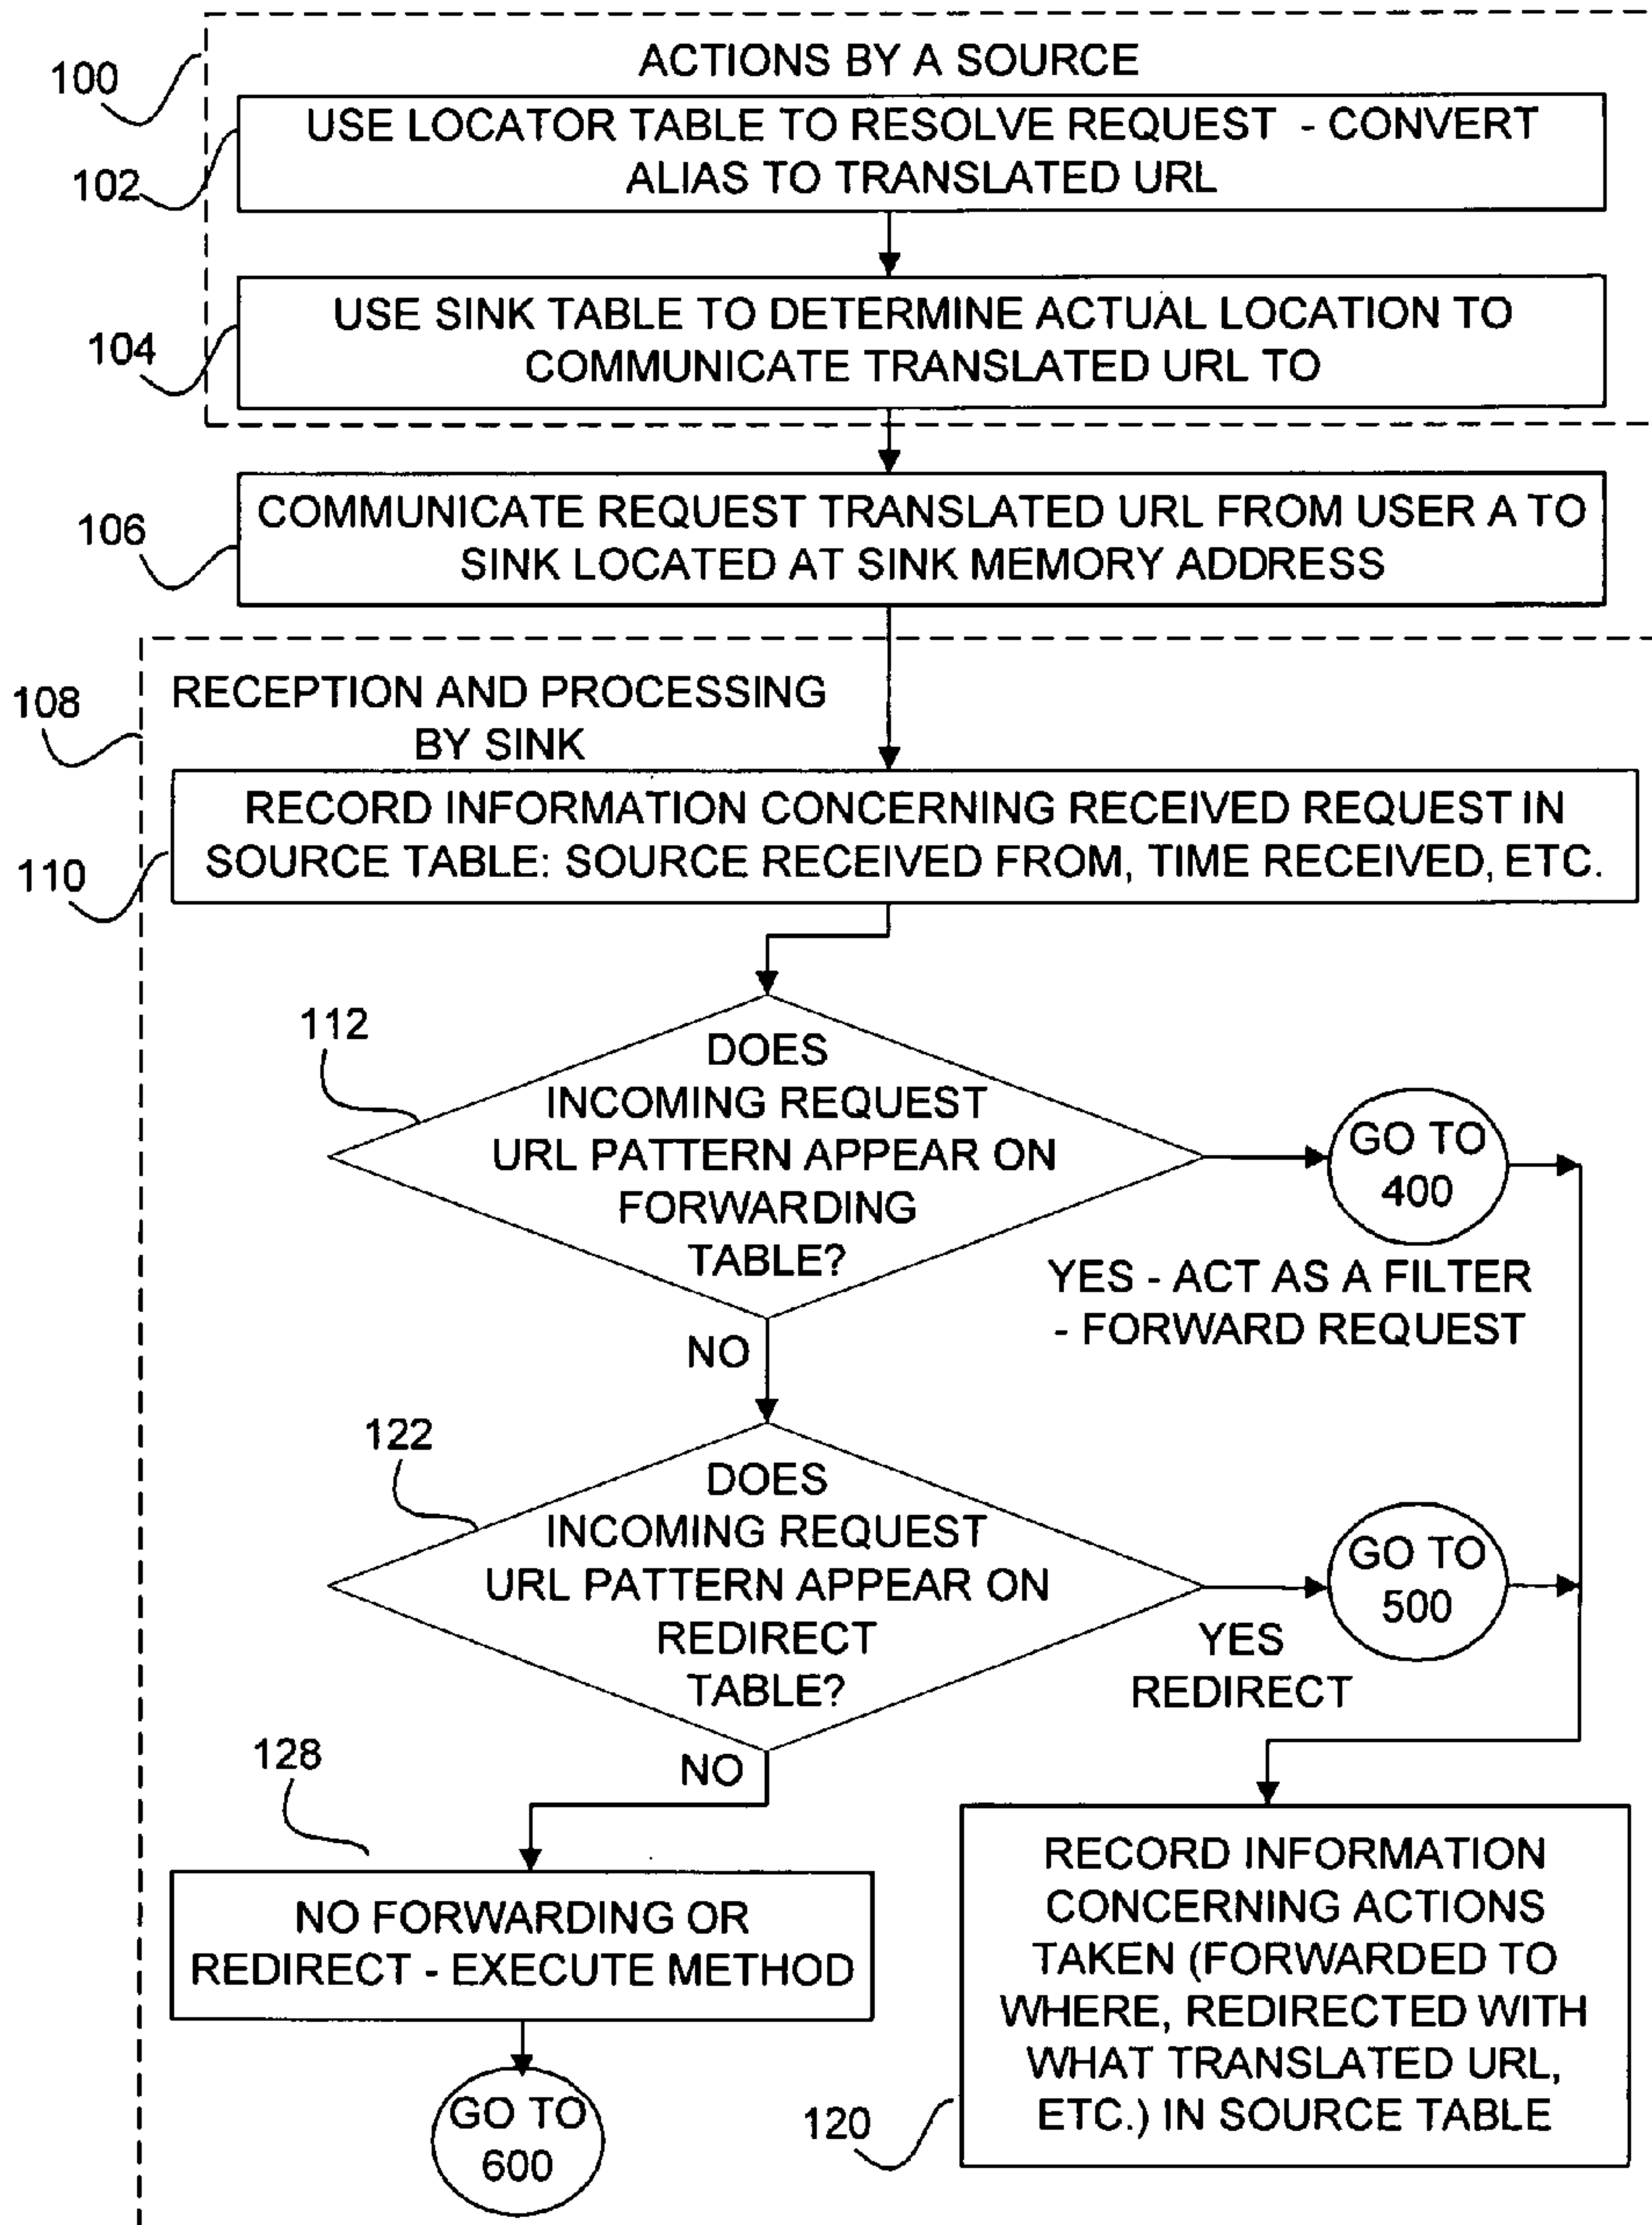 ACTIONS BY A SOURCE
100
USE LOCATOR TABLE TO RESOLVE REQUEST - CONVERT
ALIAS TO TRANSLATED URL
102
USE SINK TABLE TO DETERMINE ACTUAL LOCATION TO
COMMUNICATE TRANSLATED URL TO
104
COMMUNICATE REQUEST TRANSLATED URL FROM USER A TO
SINK LOCATED AT SINK MEMORY ADDRESS
106
108
RECEPTION AND PROCESSING
BY SINK
RECORD INFORMATION CONCERNING RECEIVED REQUEST IN
SOURCE TABLE: SOURCE RECEIVED FROM, TIME RECEIVED, ETC.
110
112
DOES
INCOMING REQUEST
URL PATTERN APPEAR ON
FORWARDING
TABLE?
GO TO
400
YES - ACT AS A FILTER
- FORWARD REQUEST
NO
122
DOES
INCOMING REQUEST
URL PATTERN APPEAR ON
REDIRECT
TABLE?
GO TO
500
YES
REDIRECT
NO
128
NO FORWARDING OR
REDIRECT - EXECUTE METHOD
GO TO
600
RECORD INFORMATION
CONCERNING ACTIONS
TAKEN (FORWARDED TO
WHERE, REDIRECTED WITH
WHAT TRANSLATED URL,
ETC.) IN SOURCE TABLE
120